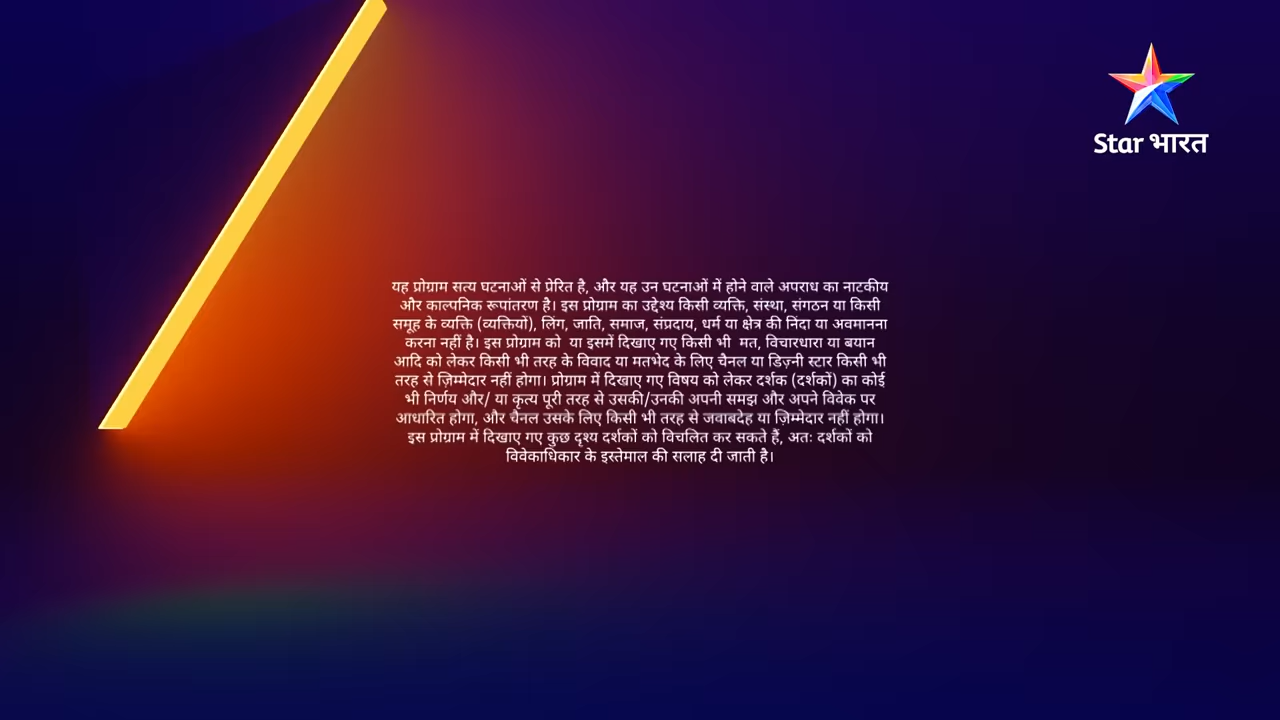 Star भारत
यह प्रोग्राम सत्य घटनाओं से प्रेरित है, और यह उन घटनाओं में होने वाले अपराध का नाटकीय
और काल्पनिक रूपांतरण है। इस प्रोग्राम का उद्देश्य किसी व्यक्ति, संस्था, संगठन या किसी
समूह के व्यक्ति (व्यक्तियों), लिंग, जाति, समाज, संप्रदाय, धर्म या क्षेत्र की निंदा या अवमानना
करना नहीं है। इस प्रोग्राम को या इसमें दिखाए गए किसी भी मत, विचारधारा या बयान
आदि को लेकर किसी भी तरह के विवाद या मतभेद के लिए चैनल या डिज़्नी स्टार किसी भी
तरह से ज़िम्मेदार नहीं होगा। प्रोग्राम में दिखाए गए विषय को लेकर दर्शक (दर्शकों) का कोई
भी निर्णय और/ या कृत्य पूरी तरह से उसकी/उनकी अपनी समझ और अपने विवेक पर
आधारित होगा, और चैनल उसके लिए किसी भी तरह से जवाबदेह या ज़िम्मेदार नहीं होगा।
इस प्रोग्राम में दिखाए गए कुछ दृश्य दर्शकों को विचलित कर सकते हैं, अतः दर्शकों को
विवेकाधिकार के इस्तेमाल की सलाह दी जाती है।